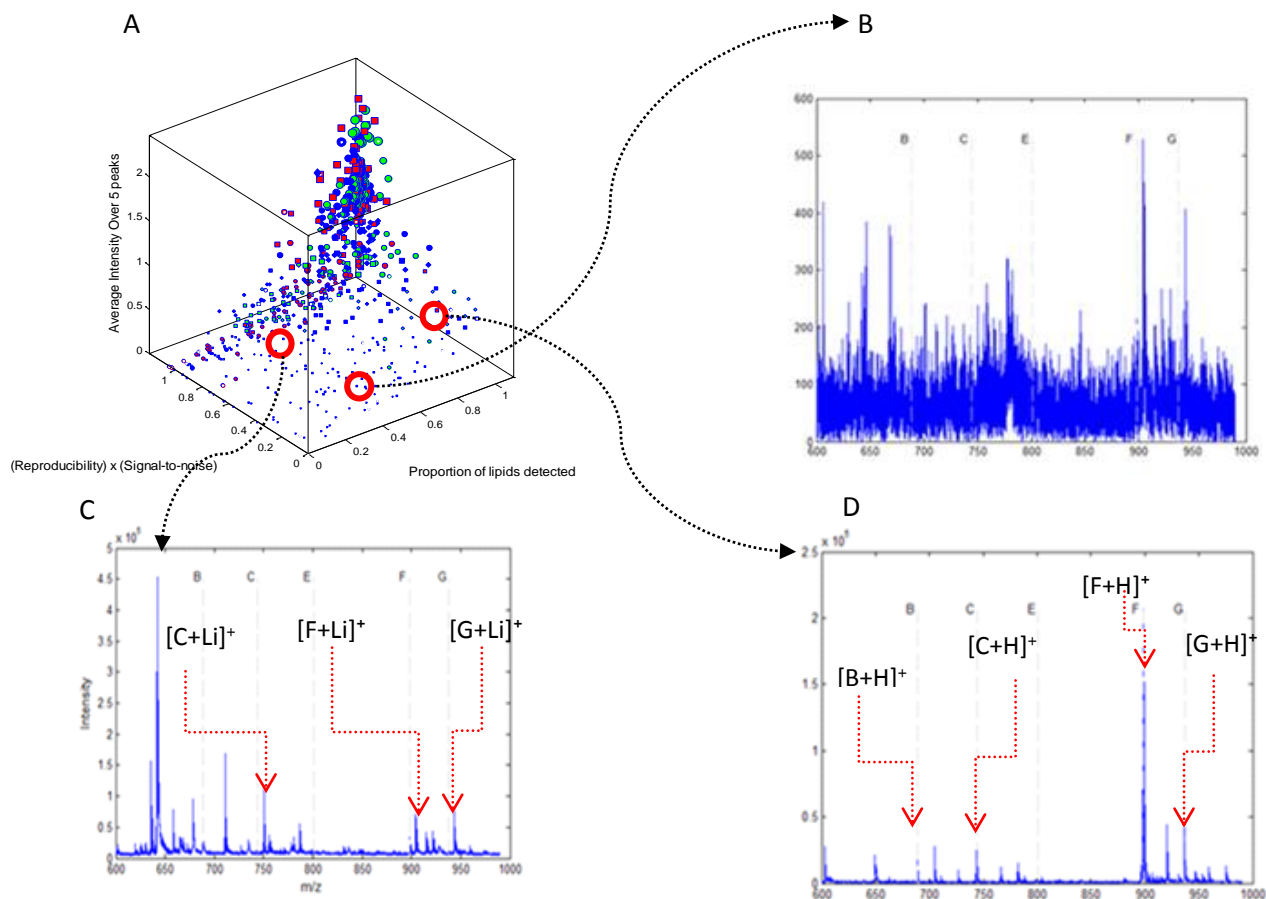 A
Average Intensity Over 5 peaks
2
1.5
1
0.5
0
1
0.8
0.6
0.4
0.2
0
0
0.2
0.4
0.6
0.8
1
(Reproducibility) x (Signal-to-noise)
Proportion of lipids detected
B
600
500
400
300
200
100
0
B C E F G
600 650 700 750 800 850 900 950 1000
C
5
4.5
4
3.5
3
2.5
2
1.5
1
0.5
0
Intensity
B C E F G
[C+Li]+
[F+Li]+
[G+Li]+
600 650 700 750 800 850 900 950 1000
m/z
D
2.5
2
1.5
1
0.5
0
B C E F G
[B+H]+
[C+H]+
[F+H]+
[G+H]+
600 650 700 750 800 850 900 950 1000